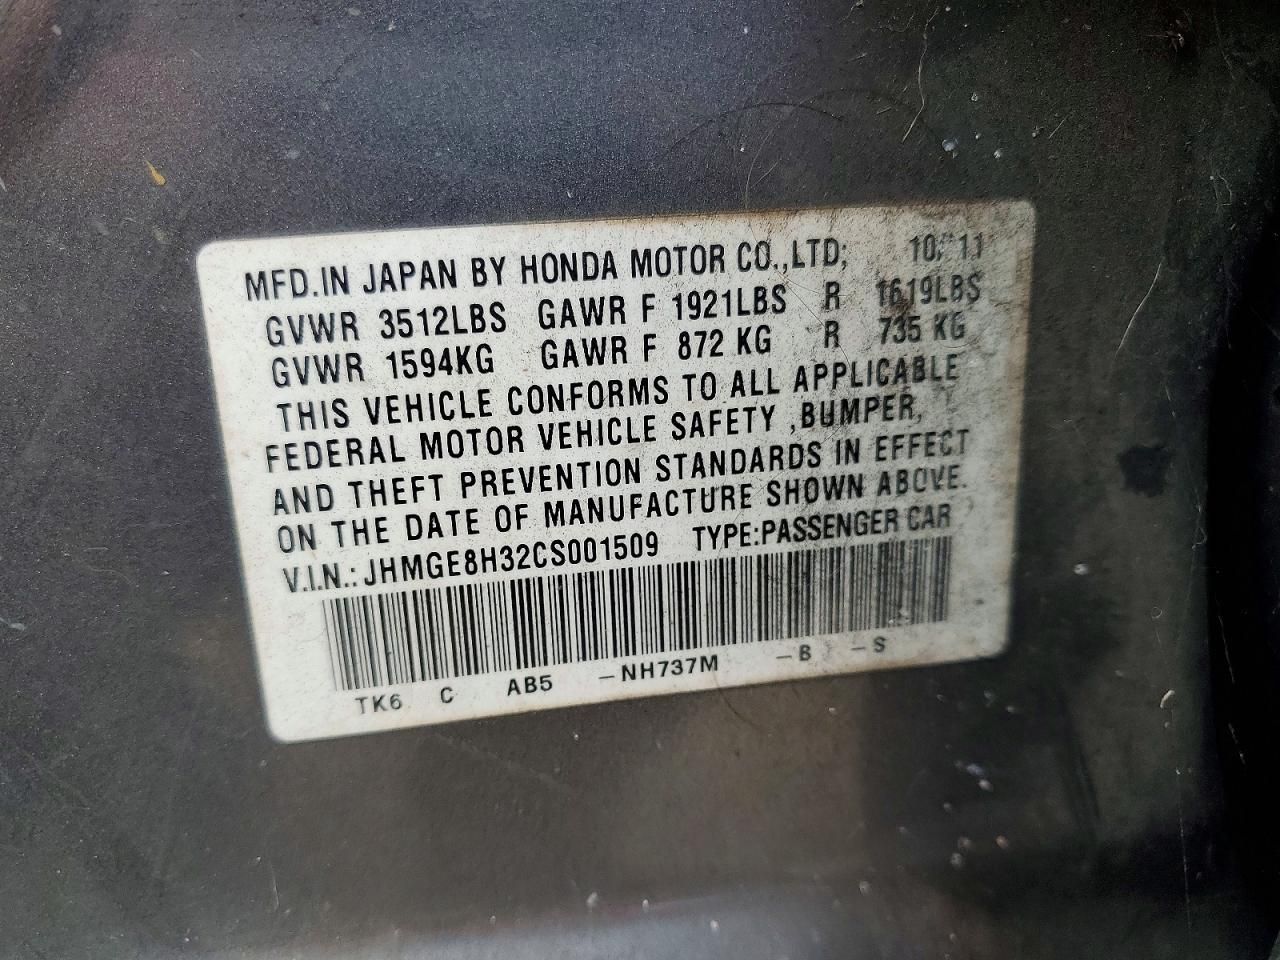 MFD.IN JAPAN BY HONDA MOTOR CO.,LTD; 10/11
GVWR 3512LBS GAWR F 1921LBS R 1619LBS
GVWR 1594KG GAWR F 872 KG R 735 KG
THIS VEHICLE CONFORMS TO ALL APPLICABLE
FEDERAL MOTOR VEHICLE SAFETY ,BUMPER,
AND THEFT PREVENTION STANDARDS IN EFFECT
ON THE DATE OF MANUFACTURE SHOWN ABOVE.
V.I.N.: JHMGE8H32CS001509 TYPE:PASSENGER CAR
TK6 C AB5 -NH737M -B -S